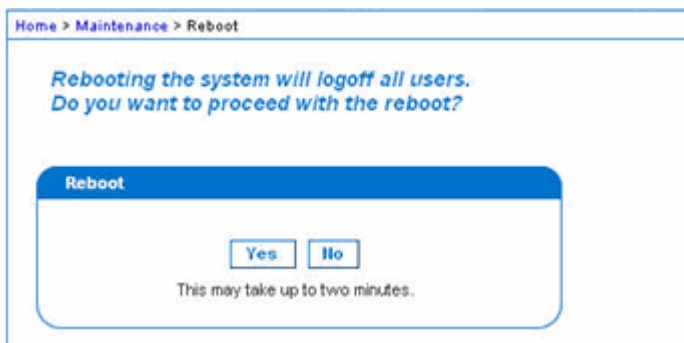 Home > Maintenance > Reboot
Rebooting the system will logoff all users.
Do you want to proceed with the reboot?
Reboot
Yes No
This may take up to two minutes.